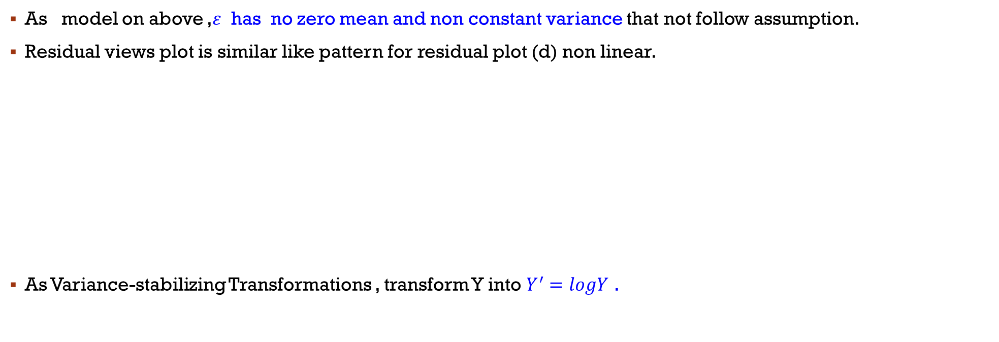 ▪ As model on above ,ε has no zero mean and non constant variance that not follow assumption.
▪ Residual views plot is similar like pattern for residual plot (d) non linear.
▪ As Variance-stabilizing Transformations , transform Y into Y′ = logY .